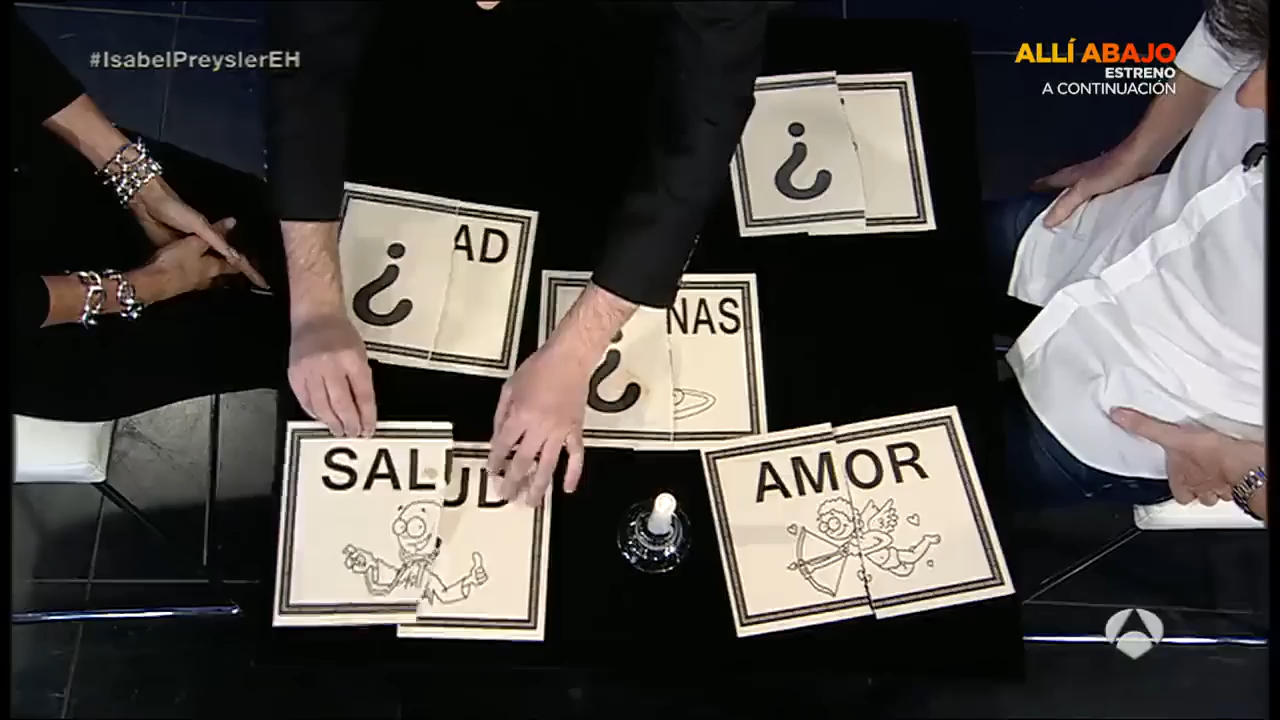 #IsabelPreyslerEH
ALLÍ ABAJO
ESTRENO
A CONTINUACIÓN
¿
¿
AD
¿
NAS
SALUD
AMOR